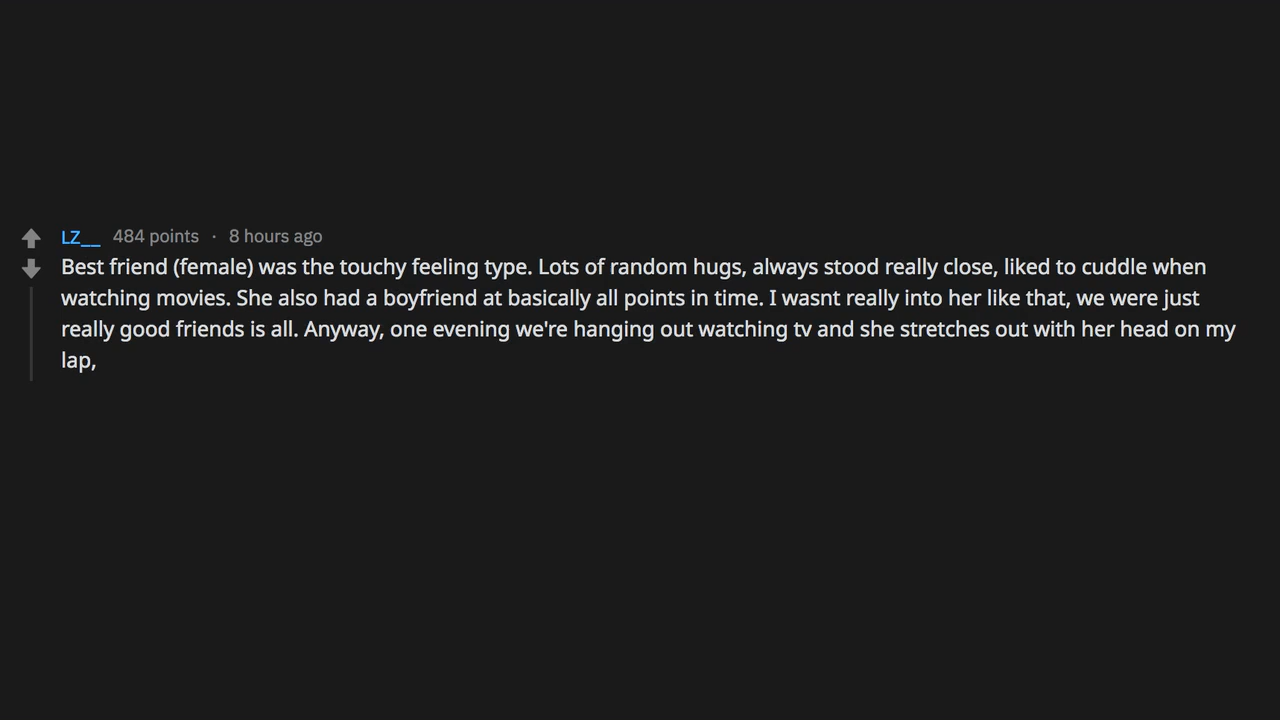 LZ__ 484 points · 8 hours ago
Best friend (female) was the touchy feeling type. Lots of random hugs, always stood really close, liked to cuddle when
watching movies. She also had a boyfriend at basically all points in time. I wasnt really into her like that, we were just
really good friends is all. Anyway, one evening we're hanging out watching tv and she stretches out with her head on my
lap,